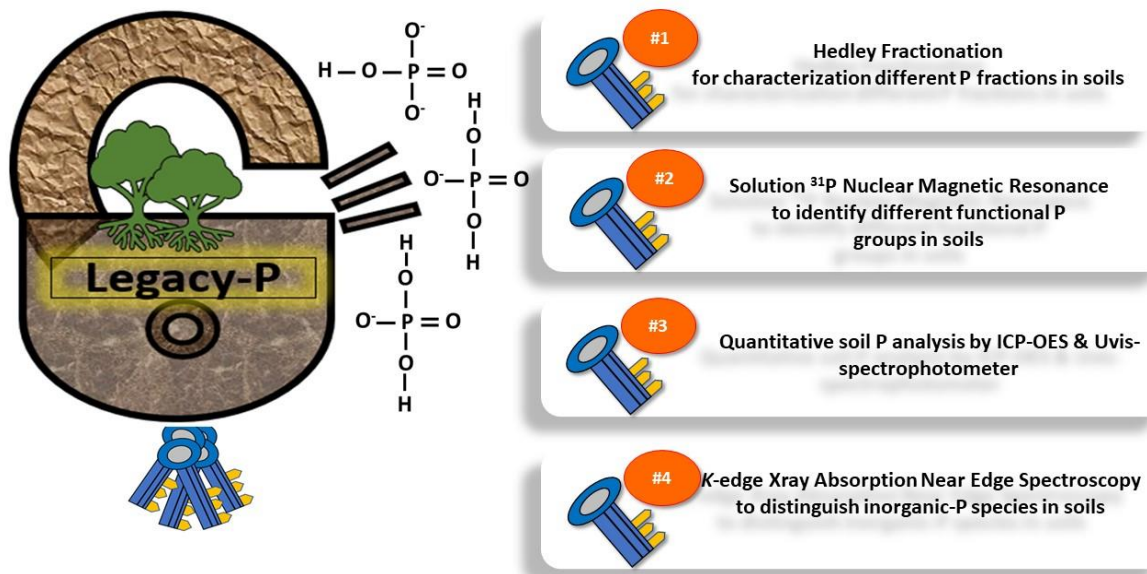 O⁻
H – O – P = O
O⁻
H
O
O⁻ – P = O
O
H
H
O
O⁻ – P = O
O
H
Legacy-P
#1
Hedley Fractionation
for characterization different P fractions in soils
#2
Solution ³¹P Nuclear Magnetic Resonance
to identify different functional P
groups in soils
#3
Quantitative soil P analysis by ICP-OES & Uvis-
spectrophotometer
#4
K-edge Xray Absorption Near Edge Spectroscopy
to distinguish inorganic-P species in soils